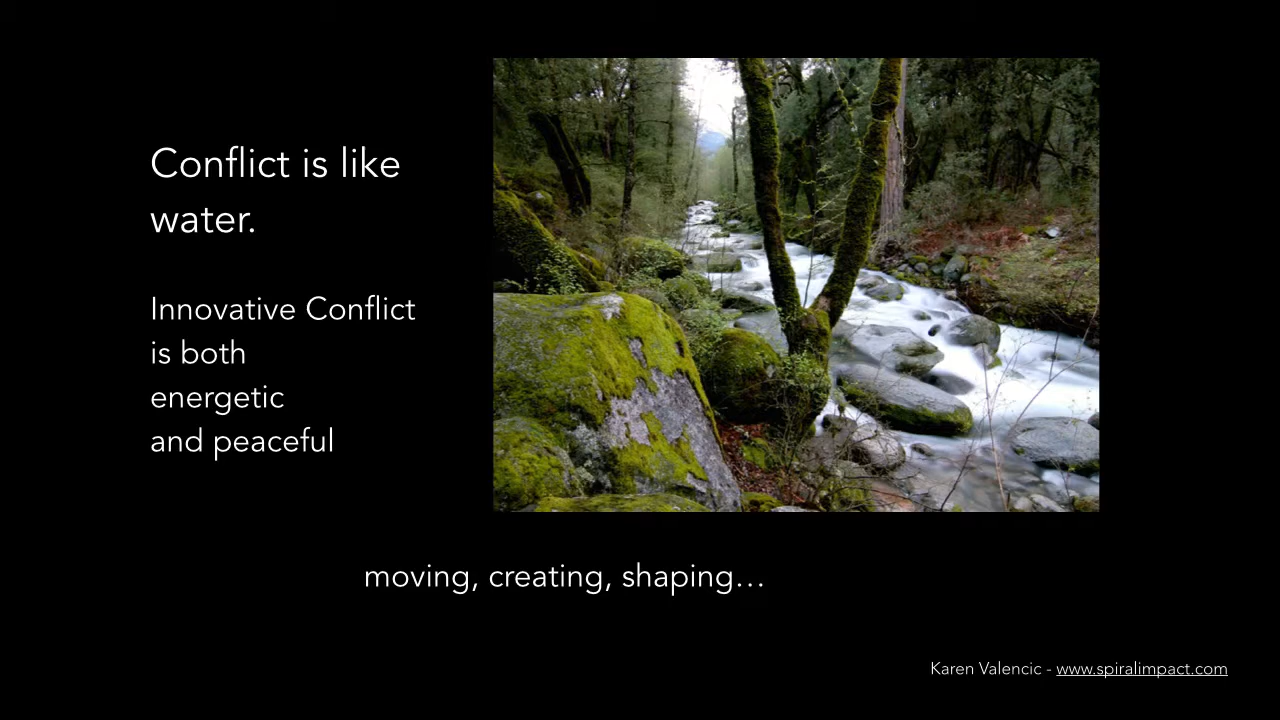 Conflict is like
water.
Innovative Conflict
is both
energetic
and peaceful
moving, creating, shaping…
Karen Valencic - www.spiralimpact.com